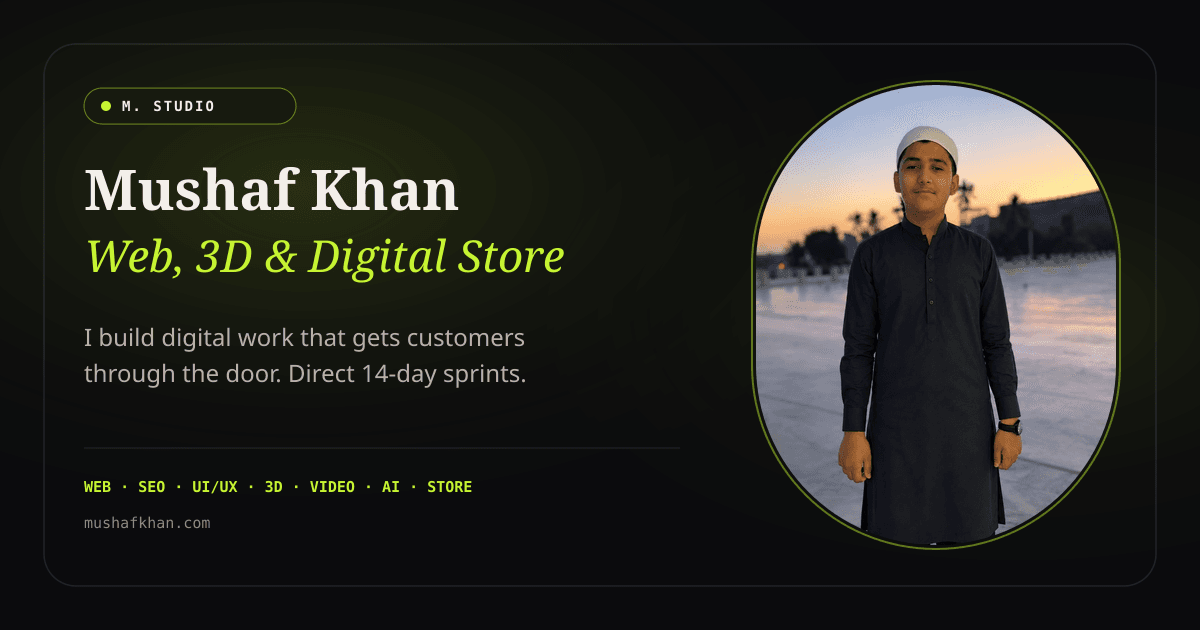 M. STUDIO
Mushaf Khan
Web, 3D & Digital Store
I build digital work that gets customers
through the door. Direct 14-day sprints.
WEB · SEO · UI/UX · 3D · VIDEO · AI · STORE
mushafkhan.com